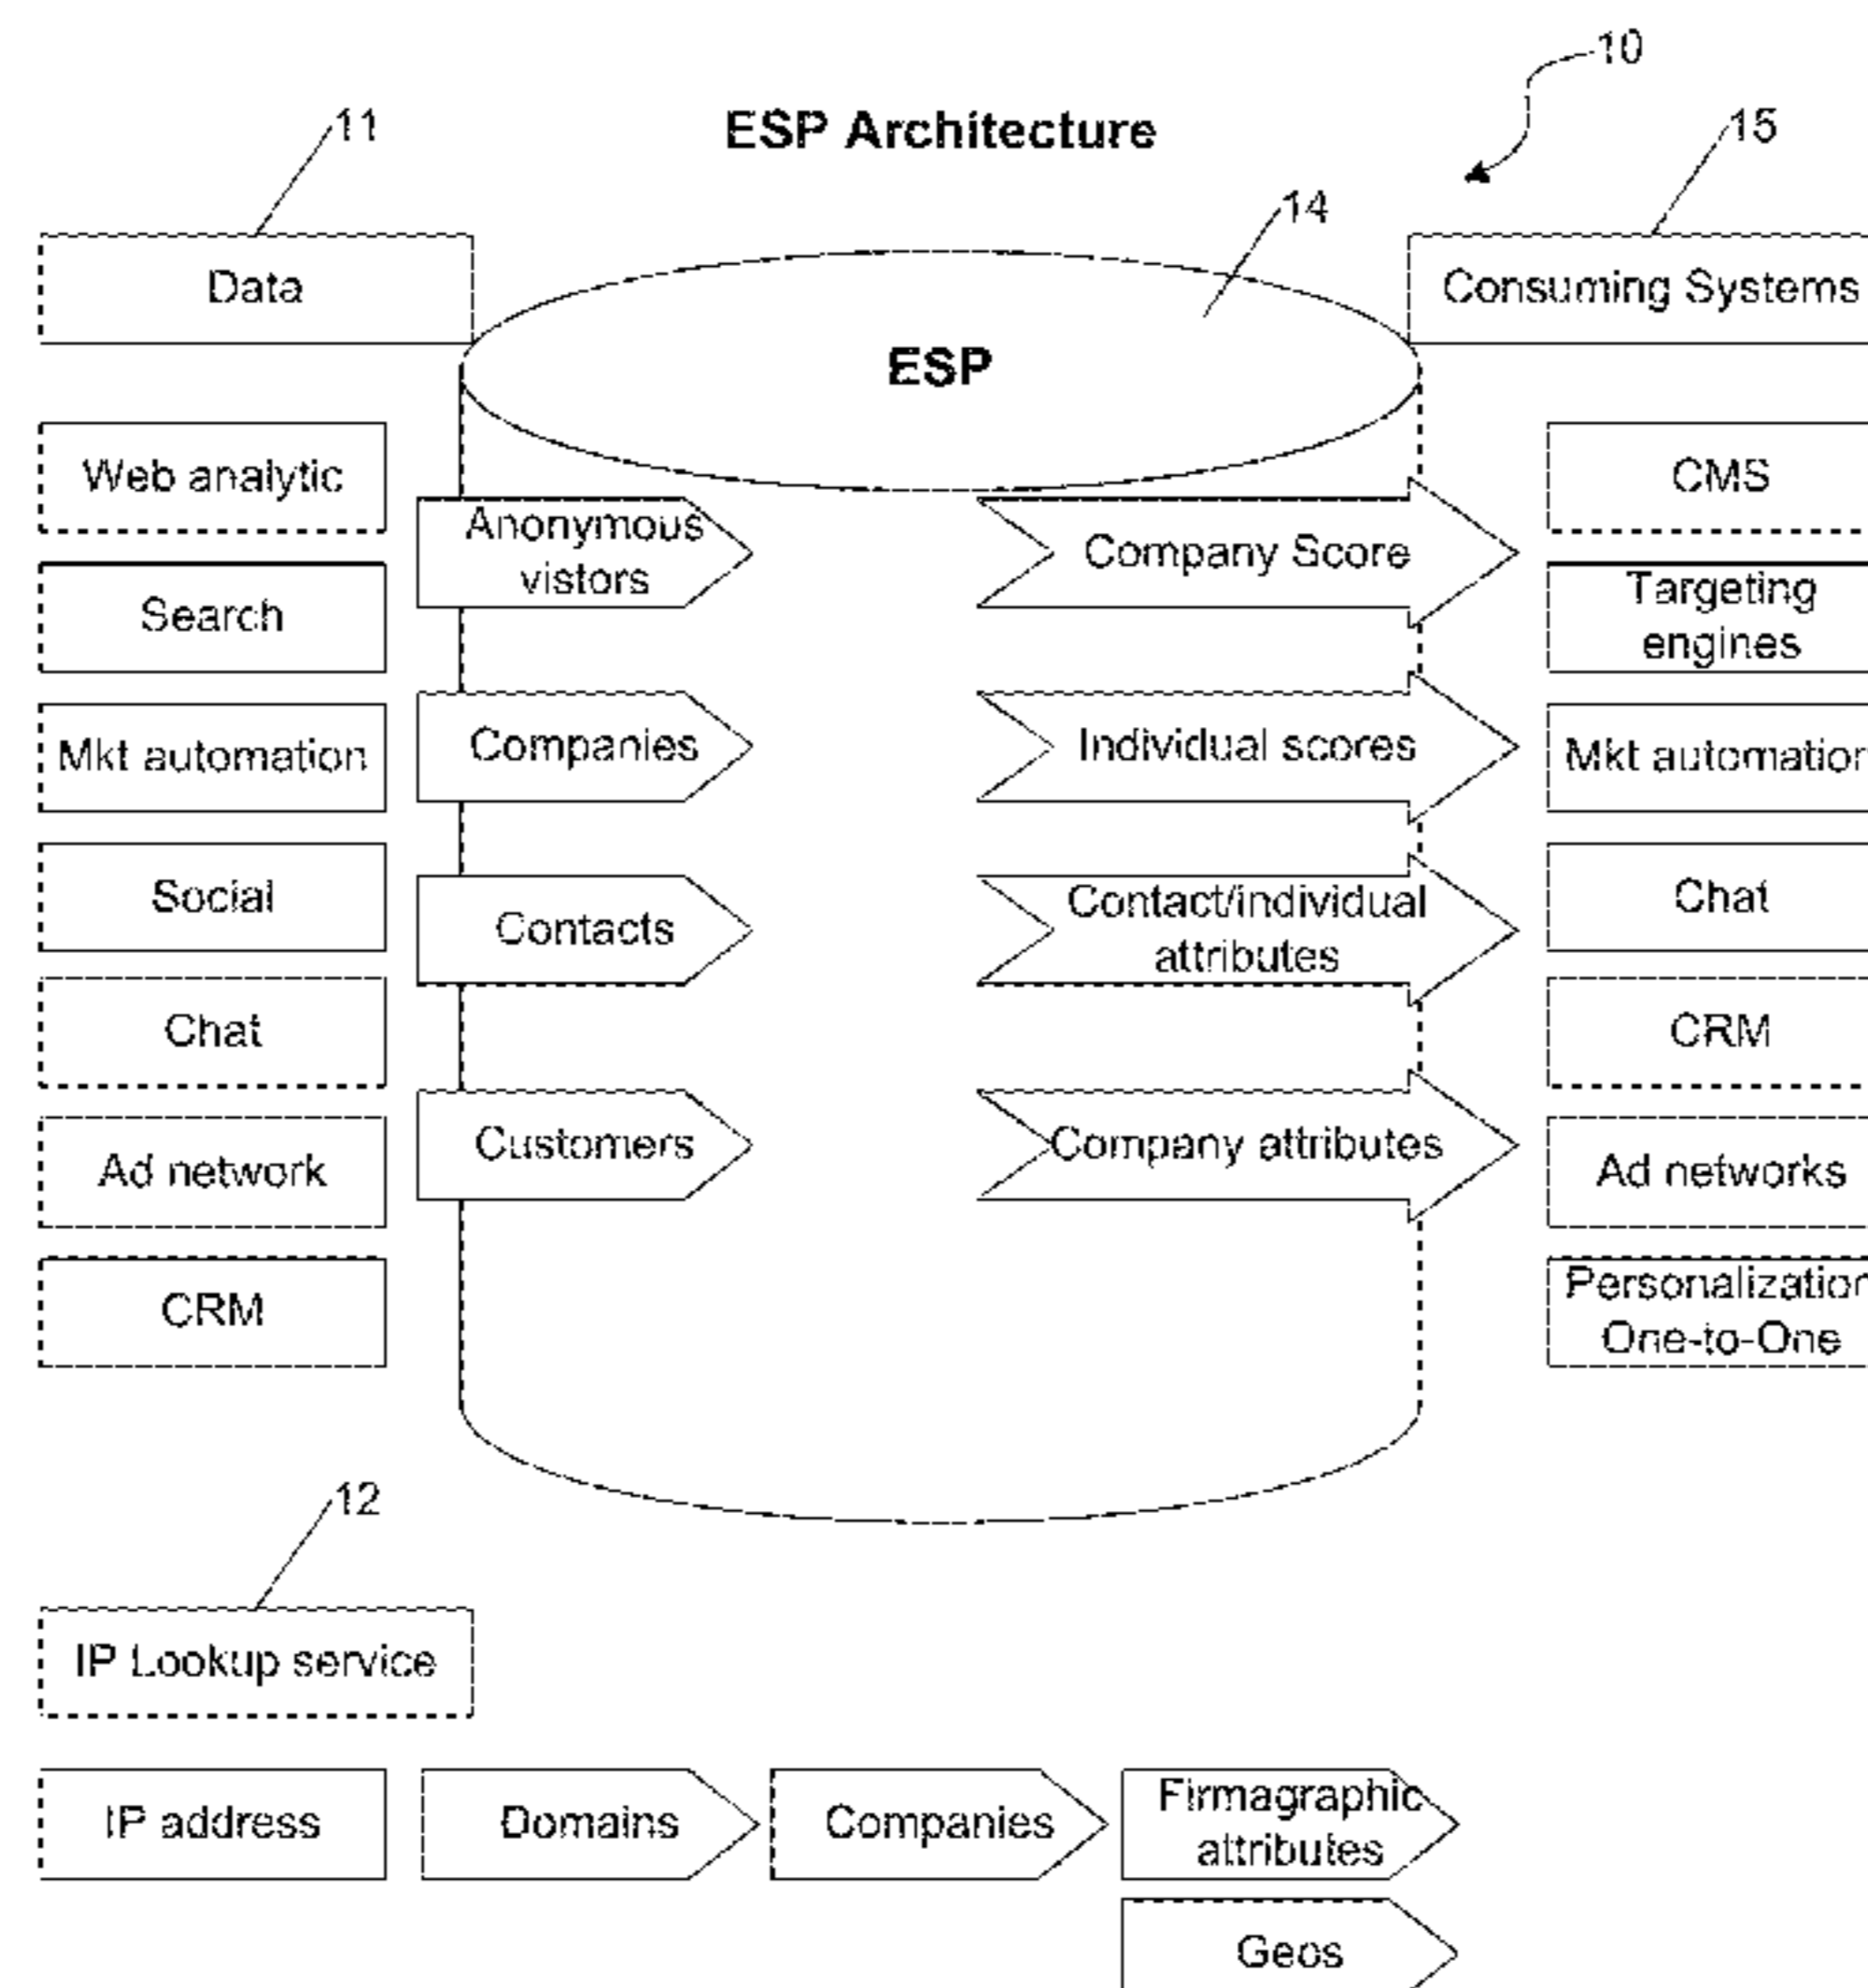 10
11
ESP Architecture
15
14
Data
Consuming Systems
ESP
Web analytic
CMS
Anonymous
vistors
Company Score
Search
Targeting
engines
Mkt automation
Companies
Individual scores
Mkt automation
Social
Contacts
Contact/individual
attributes
Chat
Chat
CRM
Customers
Company attributes
Ad network
Ad networks
CRM
Personalization
One-to-One
12
IP Lookup service
IP address
Domains
Companies
Firmagraphic
attributes
Geos